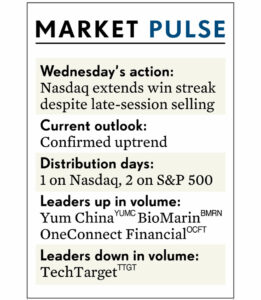 MARKET PULSE
Wednesday's action:
Nasdaq extends win streak
despite late-session selling
Current outlook:
Confirmed uptrend
Distribution days:
1 on Nasdaq, 2 on S&P 500
Leaders up in volume:
Yum China YUMC BioMarin BMRN
OneConnect Financial OCFT
Leaders down in volume:
TechTarget TTGT